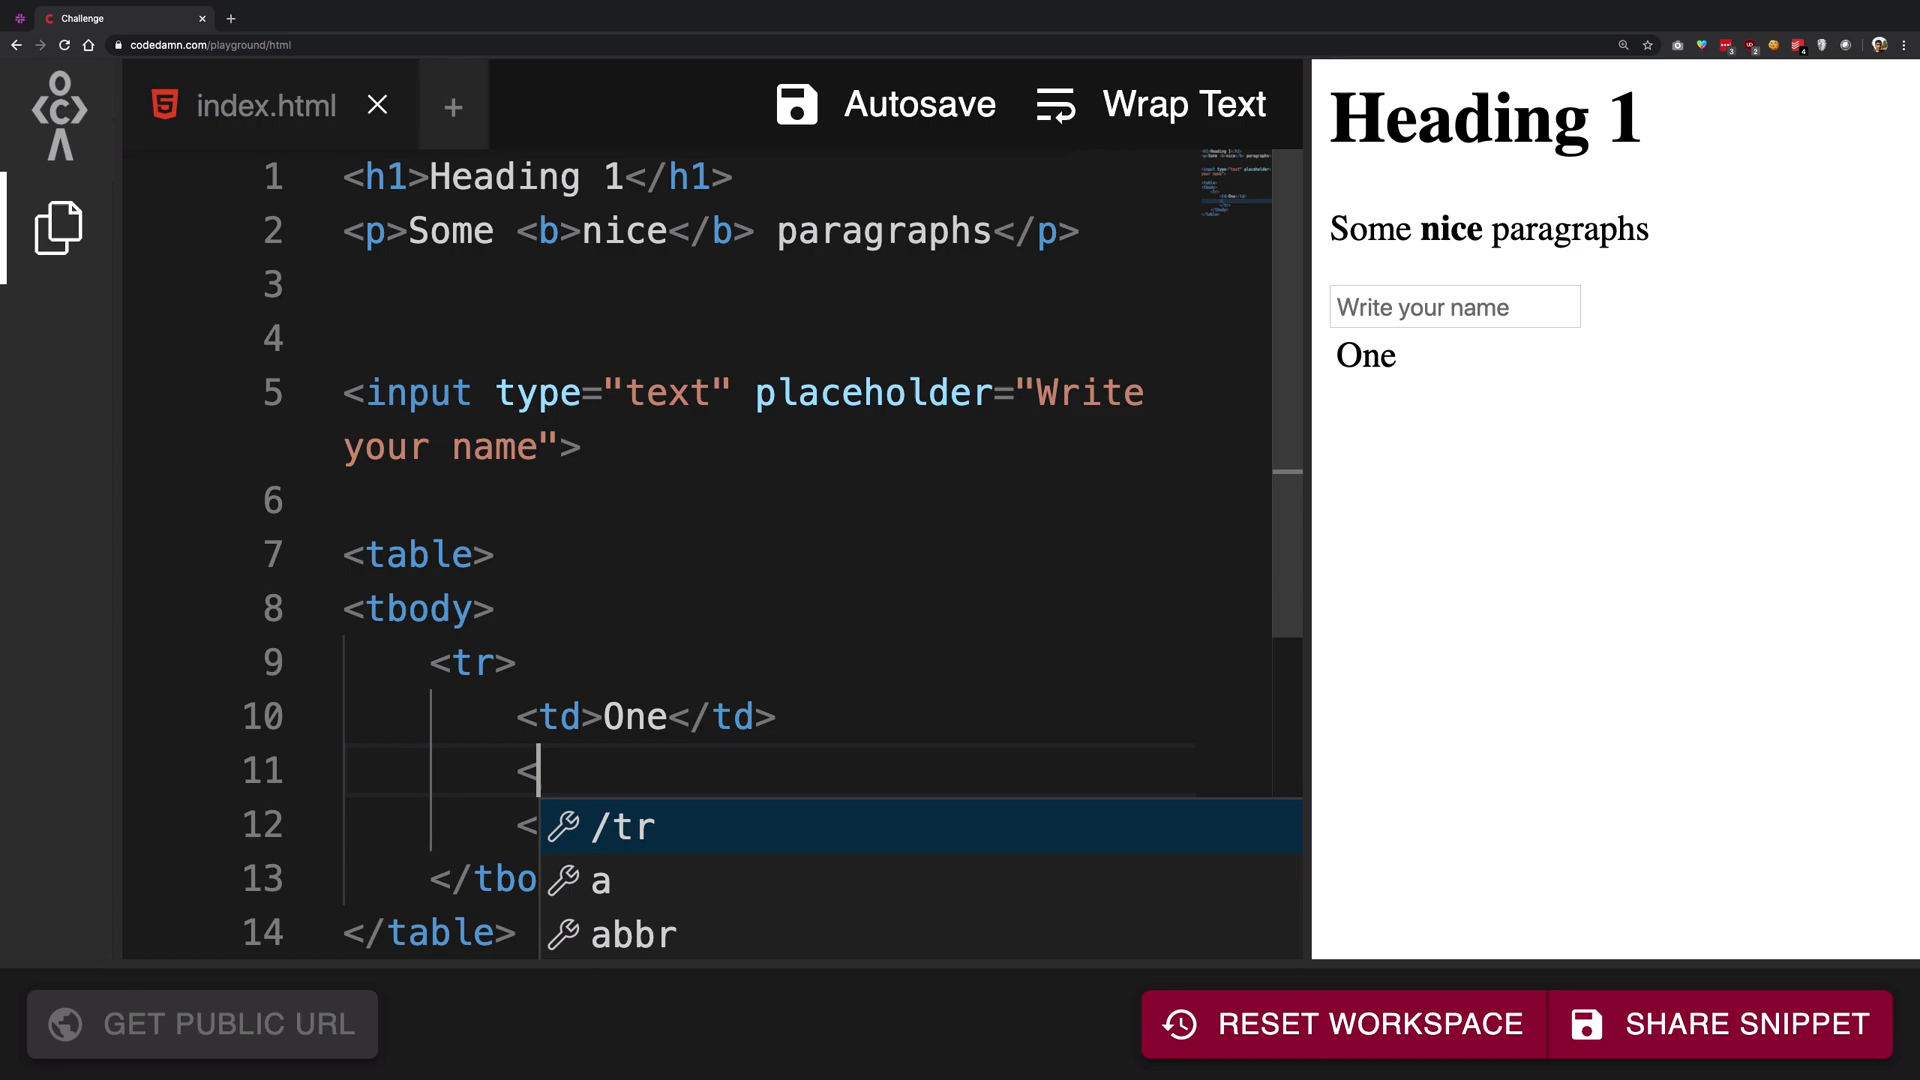 Challenge
codedamn.com/playground/html
index.html
Autosave
Wrap Text
1 <h1>Heading 1</h1>
2 <p>Some <b>nice</b> paragraphs</p>
3
4
5 <input type="text" placeholder="Write
your name">
6
7 <table>
8 <tbody>
9 <tr>
10 <td>One</td>
11 <
12 <
13 </tbo
14 </table>
/tr
a
abbr
Heading 1
Some nice paragraphs
Write your name
One
GET PUBLIC URL
RESET WORKSPACE
SHARE SNIPPET